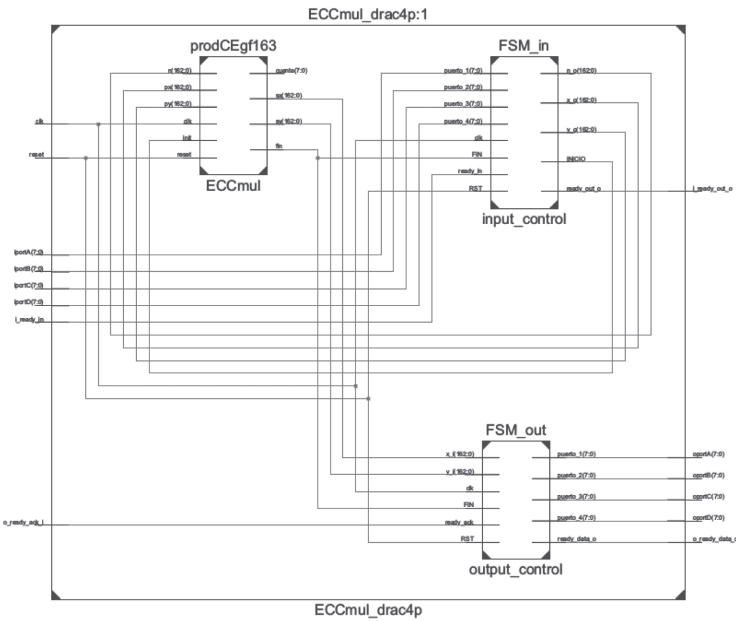 ECCmul_drac4p:1
prodCEgf163
FSM_in
n(162:0)
cuenta(7:0)
puerto_1(7:0)
n_o(162:0)
px(162:0)
sx(162:0)
puerto_2(7:0)
x_o(162:0)
py(162:0)
sy(162:0)
puerto_3(7:0)
y_o(162:0)
clk
clk
puerto_4(7:0)
init
fin
clk
INICIO
reset
reset
FIN
ECCmul
ready_in
RST
ready_out_o
i_ready_out_o
input_control
iportA(7:0)
iportB(7:0)
iportC(7:0)
iportD(7:0)
i_ready_in
FSM_out
x_i(162:0)
puerto_1(7:0)
oportA(7:0)
y_i(162:0)
puerto_2(7:0)
oportB(7:0)
clk
puerto_3(7:0)
oportC(7:0)
FIN
puerto_4(7:0)
oportD(7:0)
o_ready_ack_i
ready_ack
RST
ready_data_o
o_ready_data_o
output_control
ECCmul_drac4p